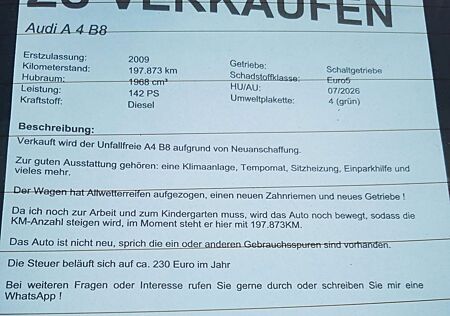 ZU VERKAUFEN
Audi A 4 B8
Erstzulassung: 2009 Getriebe: Schaltgetriebe
Kilometerstand: 197.873 km Schadstoffklasse: Euro5
Hubraum: 1968 cm³ HU/AU: 07/2026
Leistung: 142 PS Umweltplakette: 4 (grün)
Kraftstoff: Diesel
Beschreibung:
Verkauft wird der Unfallfreie A4 B8 aufgrund von Neuanschaffung.
Zur guten Ausstattung gehören: eine Klimaanlage, Tempomat, Sitzheizung, Einparkhilfe und
vieles mehr.
Der Wagen hat Allwetterreifen aufgezogen, einen neuen Zahnriemen und neues Getriebe !
Da ich noch zur Arbeit und zum Kindergarten muss, wird das Auto noch bewegt, sodass die
KM-Anzahl steigen wird, im Moment steht er hier mit 197.873KM.
Das Auto ist nicht neu, sprich die ein oder anderen Gebrauchsspuren sind vorhanden.
Die Steuer beläuft sich auf ca. 230 Euro im Jahr
Bei weiteren Fragen oder Interesse rufen Sie gerne durch oder schreiben Sie mir eine
WhatsApp !